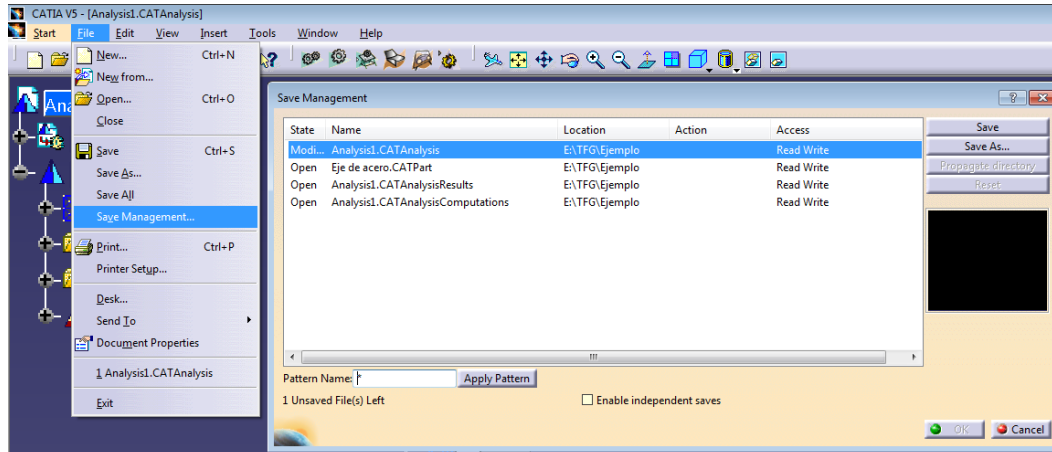 CATIA V5 - [Analysis1.CATAnalysis]
Start File Edit View Insert Tools Window Help
New... Ctrl+N
New from...
Open... Ctrl+O
Close
Save Ctrl+S
Save As...
Save All
Save Management...
Print... Ctrl+P
Printer Setup...
Desk...
Send To
Document Properties
1 Analysis1.CATAnalysis
Exit
Save Management
State Name Location Action Access
Modi... Analysis1.CATAnalysis E:\TFG\Ejemplo Read Write
Open Eje de acero.CATPart E:\TFG\Ejemplo Read Write
Open Analysis1.CATAnalysisResults E:\TFG\Ejemplo Read Write
Open Analysis1.CATAnalysisComputations E:\TFG\Ejemplo Read Write
Save
Save As...
Propagate directory
Reset
Pattern Name: * Apply Pattern
1 Unsaved File(s) Left Enable independent saves
OK Cancel